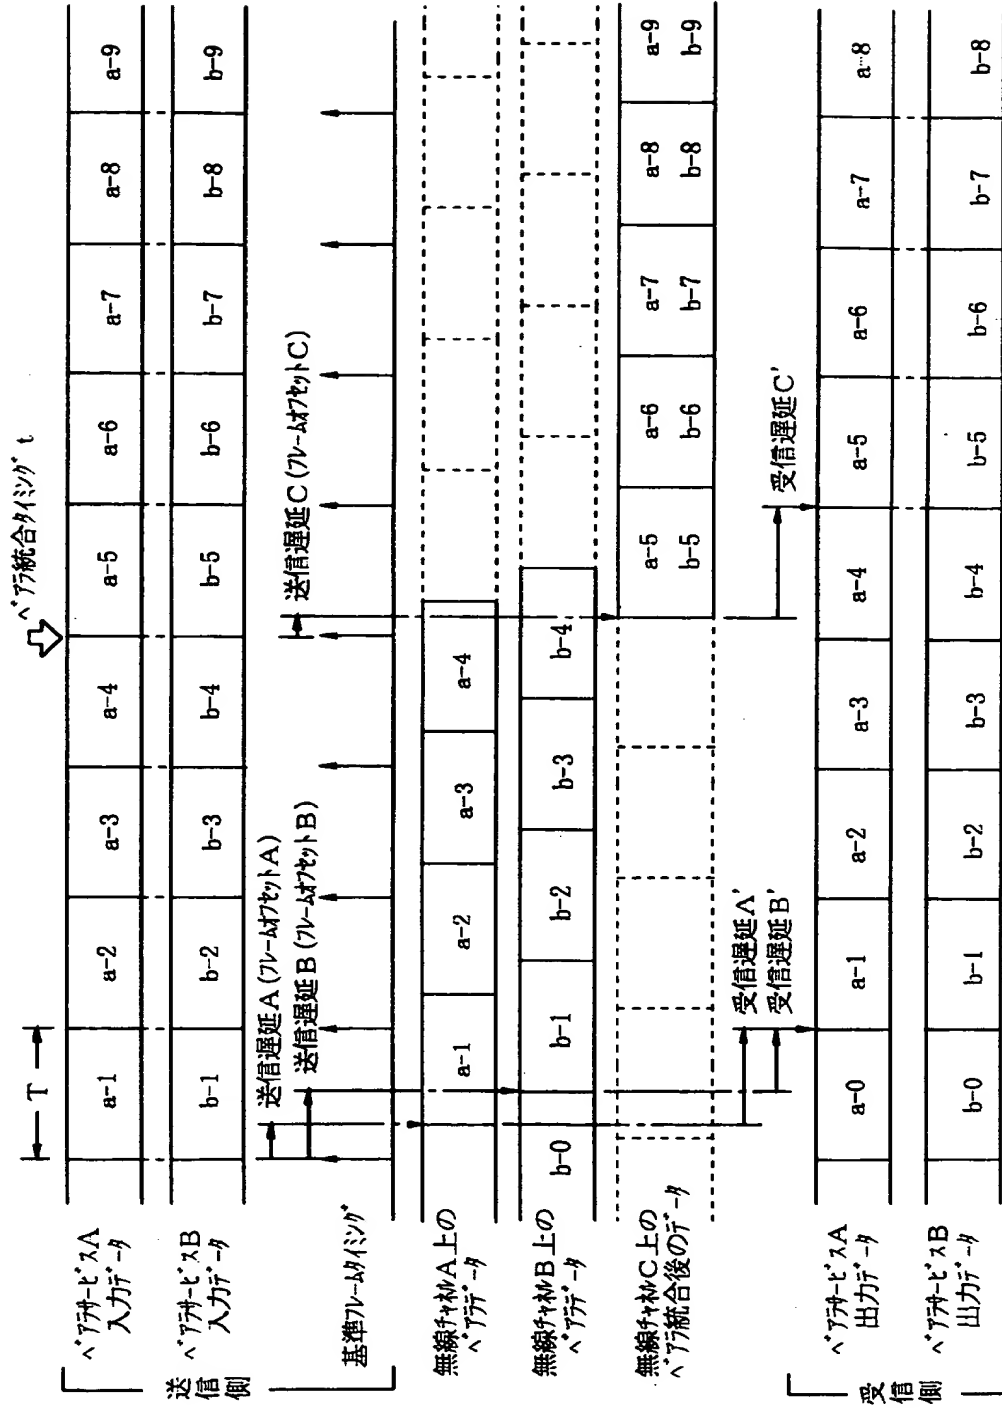 ベアラ統合タイミング t
T
送信側
ベアラサービスA
入力データ
a-1 a-2 a-3 a-4 a-5 a-6 a-7 a-8 a-9
ベアラサービスB
入力データ
b-1 b-2 b-3 b-4 b-5 b-6 b-7 b-8 b-9
送信遅延A(フレームオフセットA)
送信遅延B(フレームオフセットB)
送信遅延C(フレームオフセットC)
基準フレームタイミング
無線チャネルA上の
ベアラデータ
a-1 a-2 a-3 a-4
無線チャネルB上の
ベアラデータ
b-0 b-1 b-2 b-3 b-4
無線チャネルC上の
ベアラ統合後のデータ
a-5 a-6 a-7 a-8 a-9
b-5 b-6 b-7 b-8 b-9
受信遅延A'
受信遅延B'
受信遅延C'
受信側
ベアラサービスA
出力データ
a-0 a-1 a-2 a-3 a-4 a-5 a-6 a-7 a-8
ベアラサービスB
出力データ
b-0 b-1 b-2 b-3 b-4 b-5 b-6 b-7 b-8